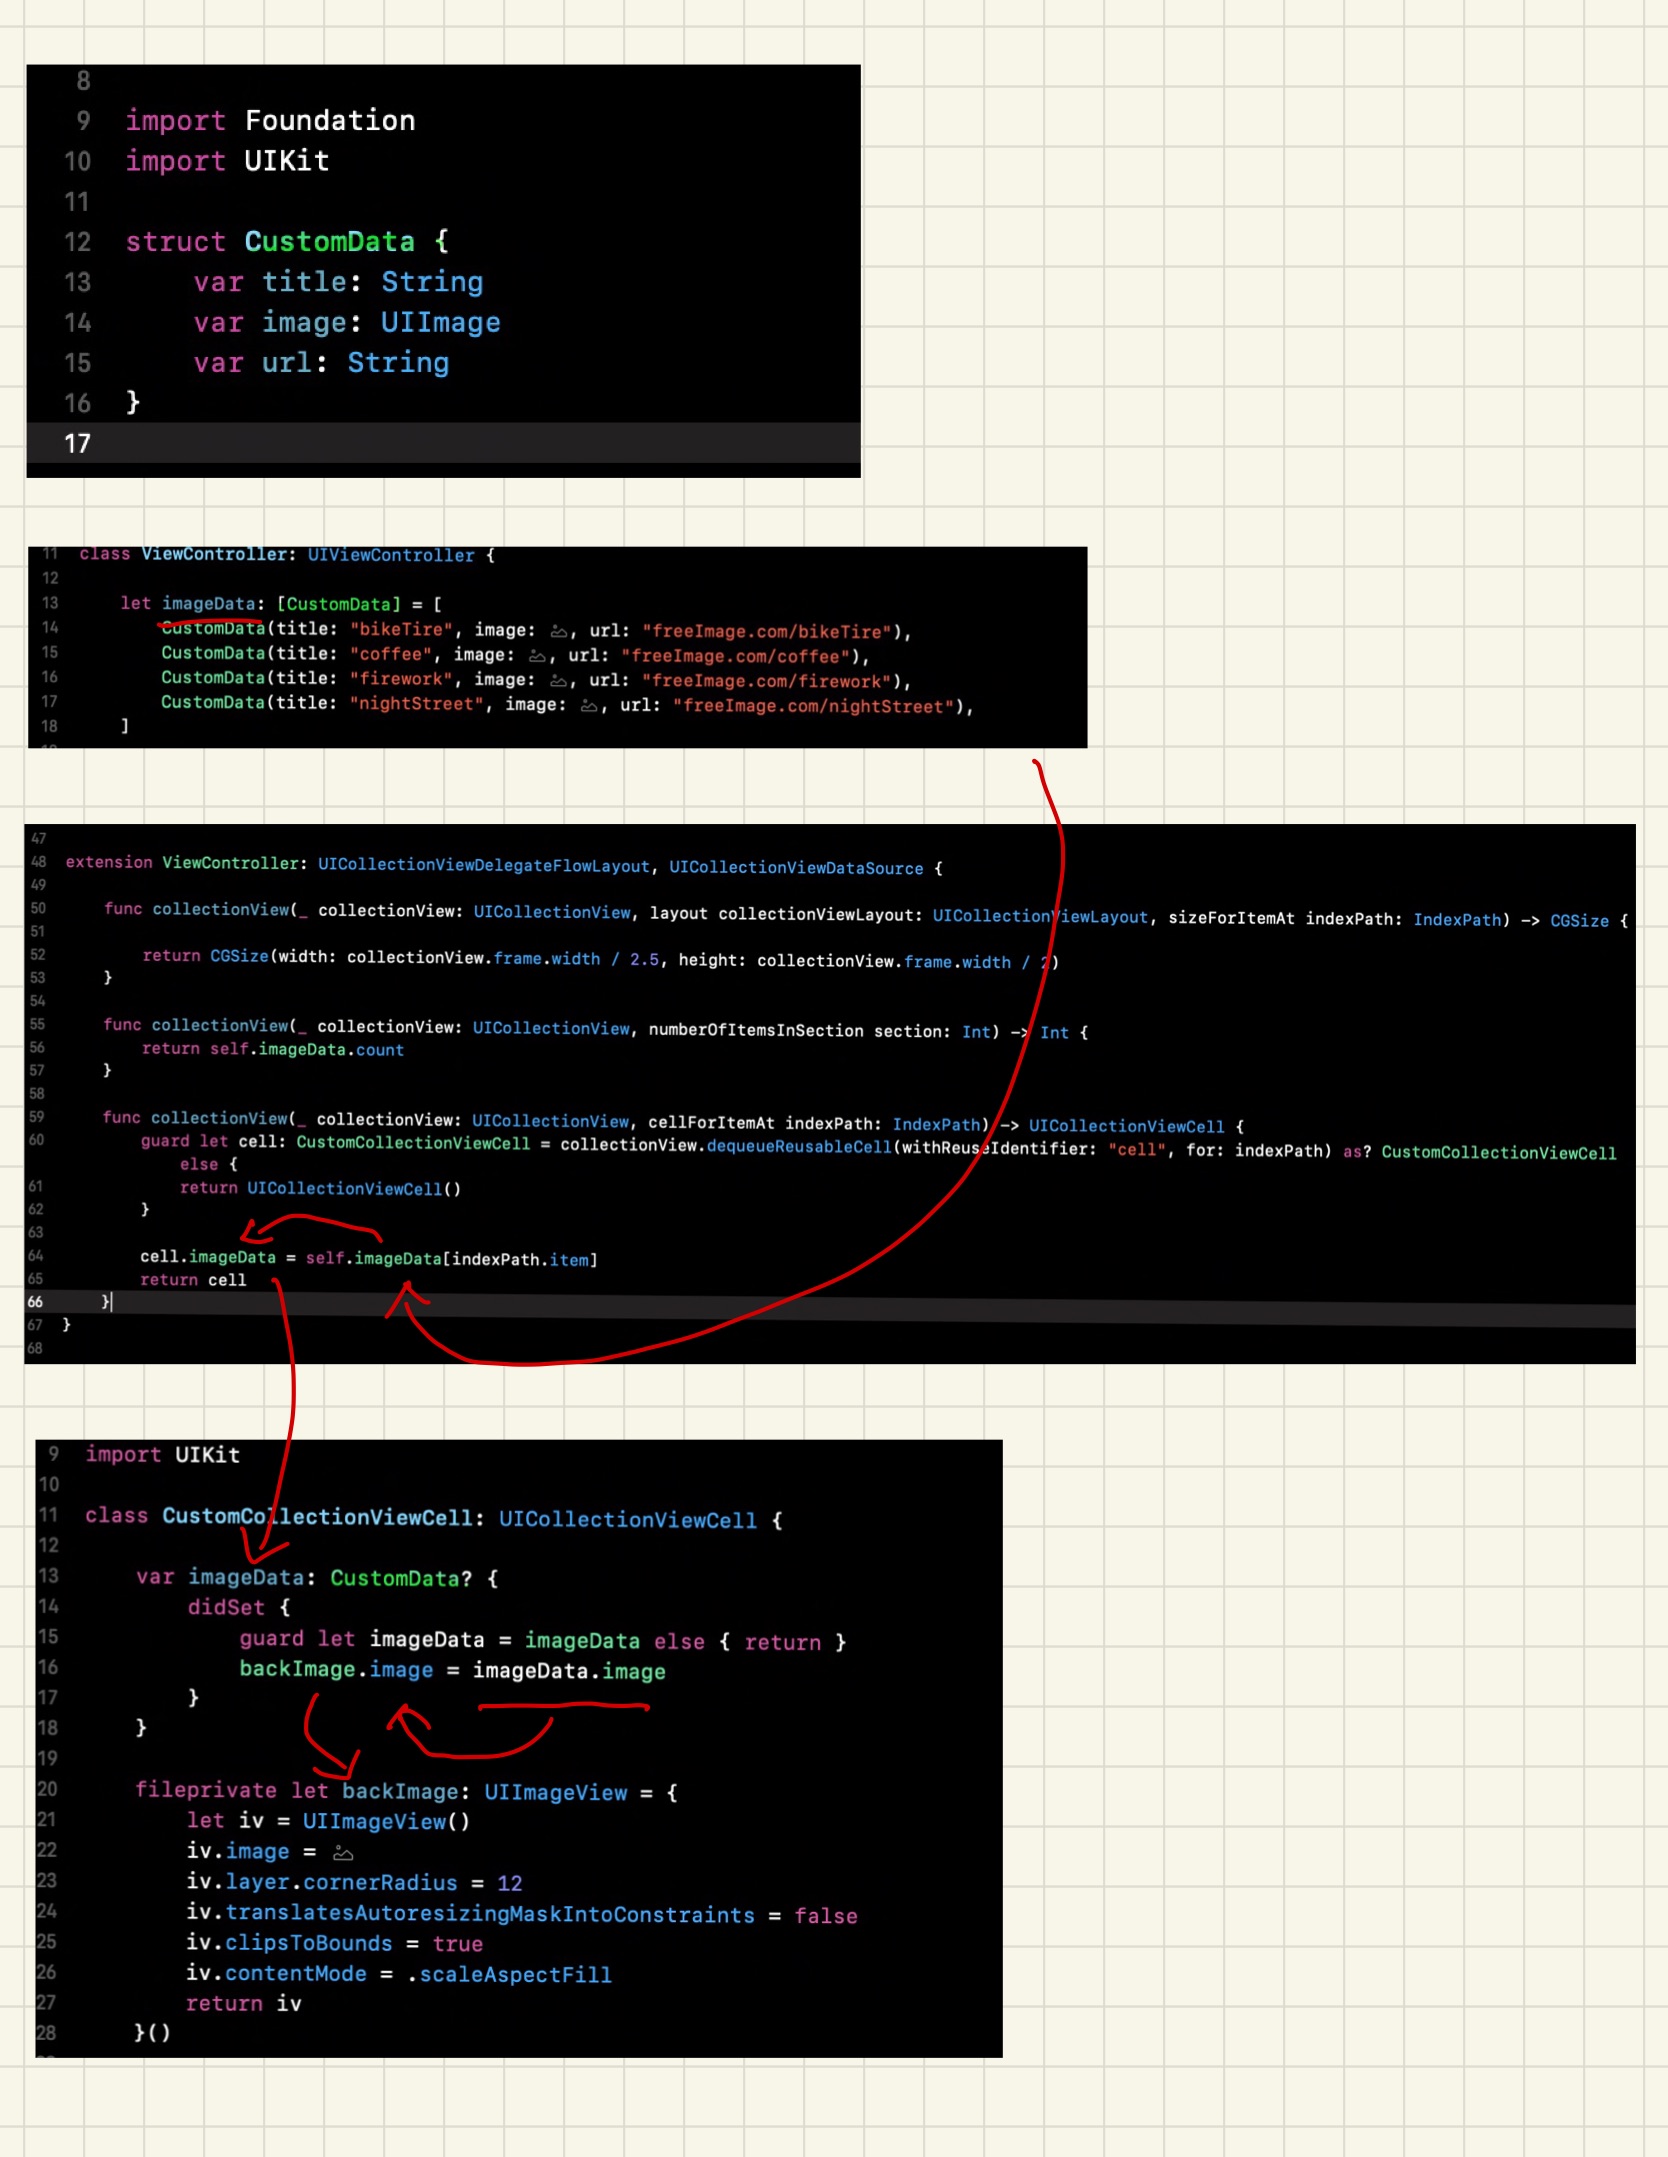 8
9 import Foundation
10 import UIKit
11
12 struct CustomData {
13 var title: String
14 var image: UIImage
15 var url: String
16 }
17
11 class ViewController: UIViewController {
12
13 let imageData: [CustomData] = [
14 CustomData(title: "bikeTire", image: , url: "freeImage.com/bikeTire"),
15 CustomData(title: "coffee", image: , url: "freeImage.com/coffee"),
16 CustomData(title: "firework", image: , url: "freeImage.com/firework"),
17 CustomData(title: "nightStreet", image: , url: "freeImage.com/nightStreet"),
18 ]
47
48 extension ViewController: UICollectionViewDelegateFlowLayout, UICollectionViewDataSource {
49
50 func collectionView(_ collectionView: UICollectionView, layout collectionViewLayout: UICollectionViewLayout, sizeForItemAt indexPath: IndexPath) -> CGSize {
51
52 return CGSize(width: collectionView.frame.width / 2.5, height: collectionView.frame.width / 2)
53 }
54
55 func collectionView(_ collectionView: UICollectionView, numberOfItemsInSection section: Int) -> Int {
56 return self.imageData.count
57 }
58
59 func collectionView(_ collectionView: UICollectionView, cellForItemAt indexPath: IndexPath) -> UICollectionViewCell {
60 guard let cell: CustomCollectionViewCell = collectionView.dequeueReusableCell(withReuseIdentifier: "cell", for: indexPath) as? CustomCollectionViewCell
else {
61 return UICollectionViewCell()
62 }
63
64 cell.imageData = self.imageData[indexPath.item]
65 return cell
66 }
67 }
68
9 import UIKit
10
11 class CustomCollectionViewCell: UICollectionViewCell {
12
13 var imageData: CustomData? {
14 didSet {
15 guard let imageData = imageData else { return }
16 backImage.image = imageData.image
17 }
18 }
19
20 fileprivate let backImage: UIImageView = {
21 let iv = UIImageView()
22 iv.image =
23 iv.layer.cornerRadius = 12
24 iv.translatesAutoresizingMaskIntoConstraints = false
25 iv.clipsToBounds = true
26 iv.contentMode = .scaleAspectFill
27 return iv
28 }()